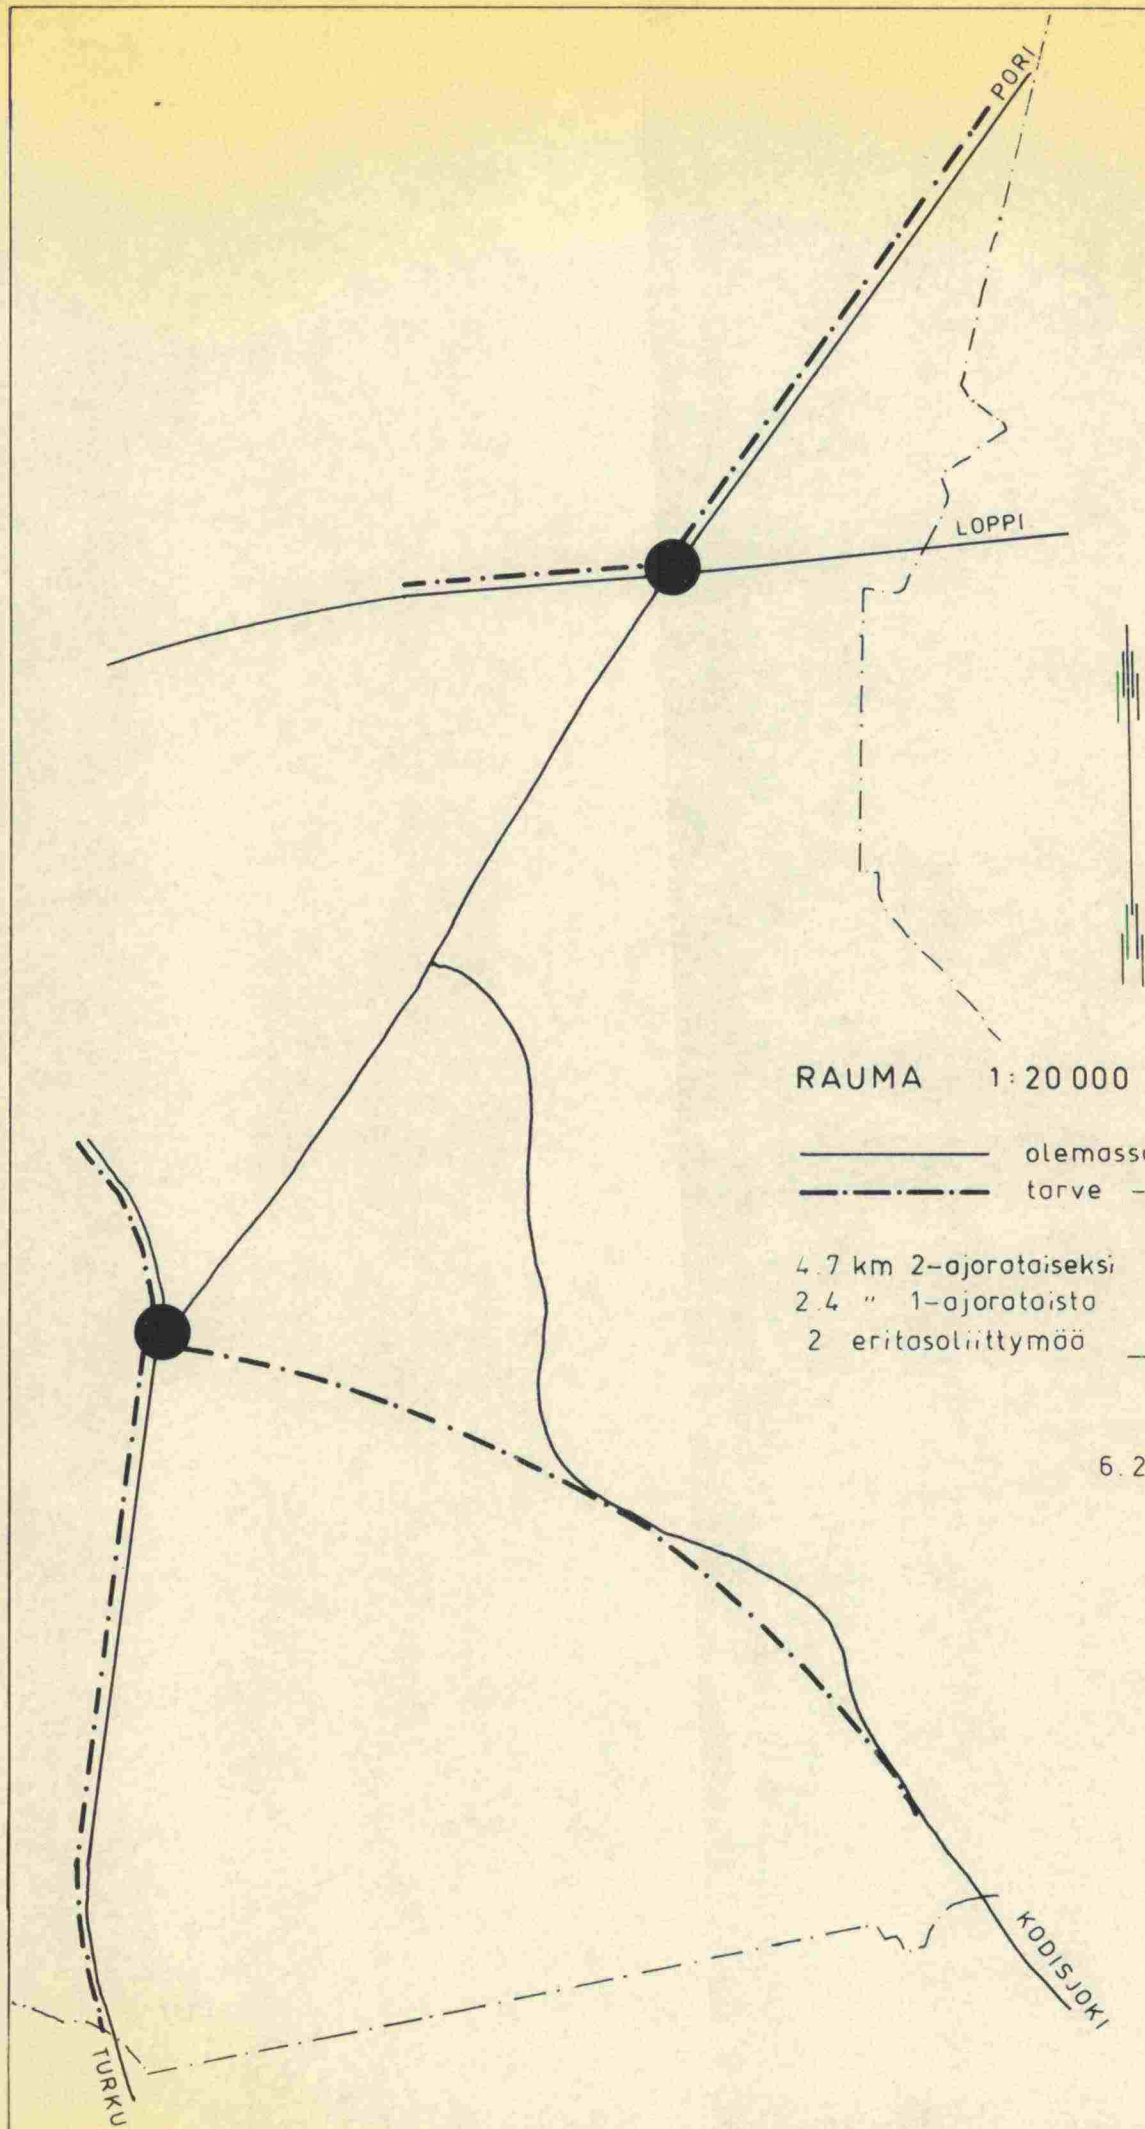 PORI
LOPPI
RAUMA 1:20 000
olemassa
tarve -
4.7 km 2-ajorataiseksi
2.4 " 1-ajorataista
2 eritasoliittymää
6.2
KODISJOKI
TURKU